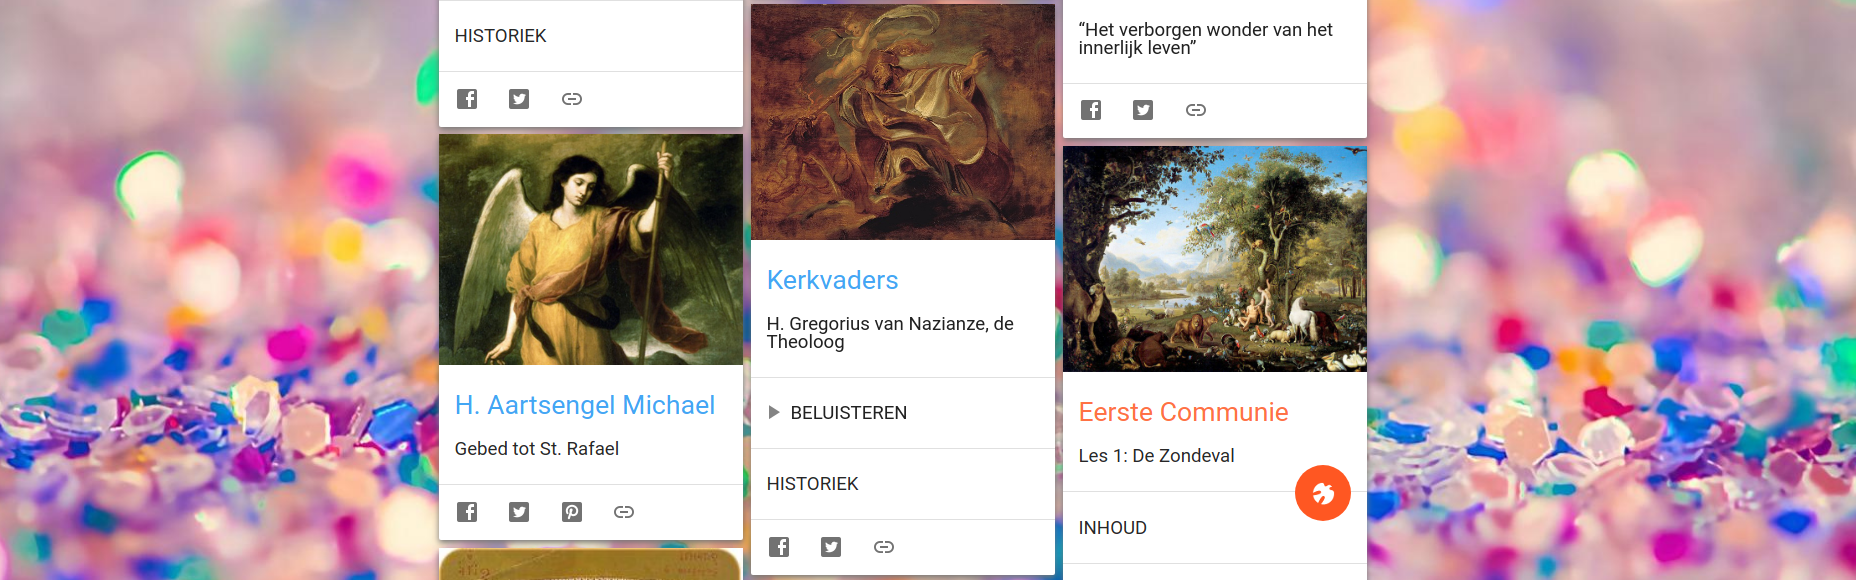 HISTORIEK
H. Aartsengel Michael
Gebed tot St. Rafael
Kerkvaders
H. Gregorius van Nazianze, de
Theoloog
BELUISTEREN
HISTORIEK
“Het verborgen wonder van het
innerlijk leven”
Eerste Communie
Les 1: De Zondeval
INHOUD